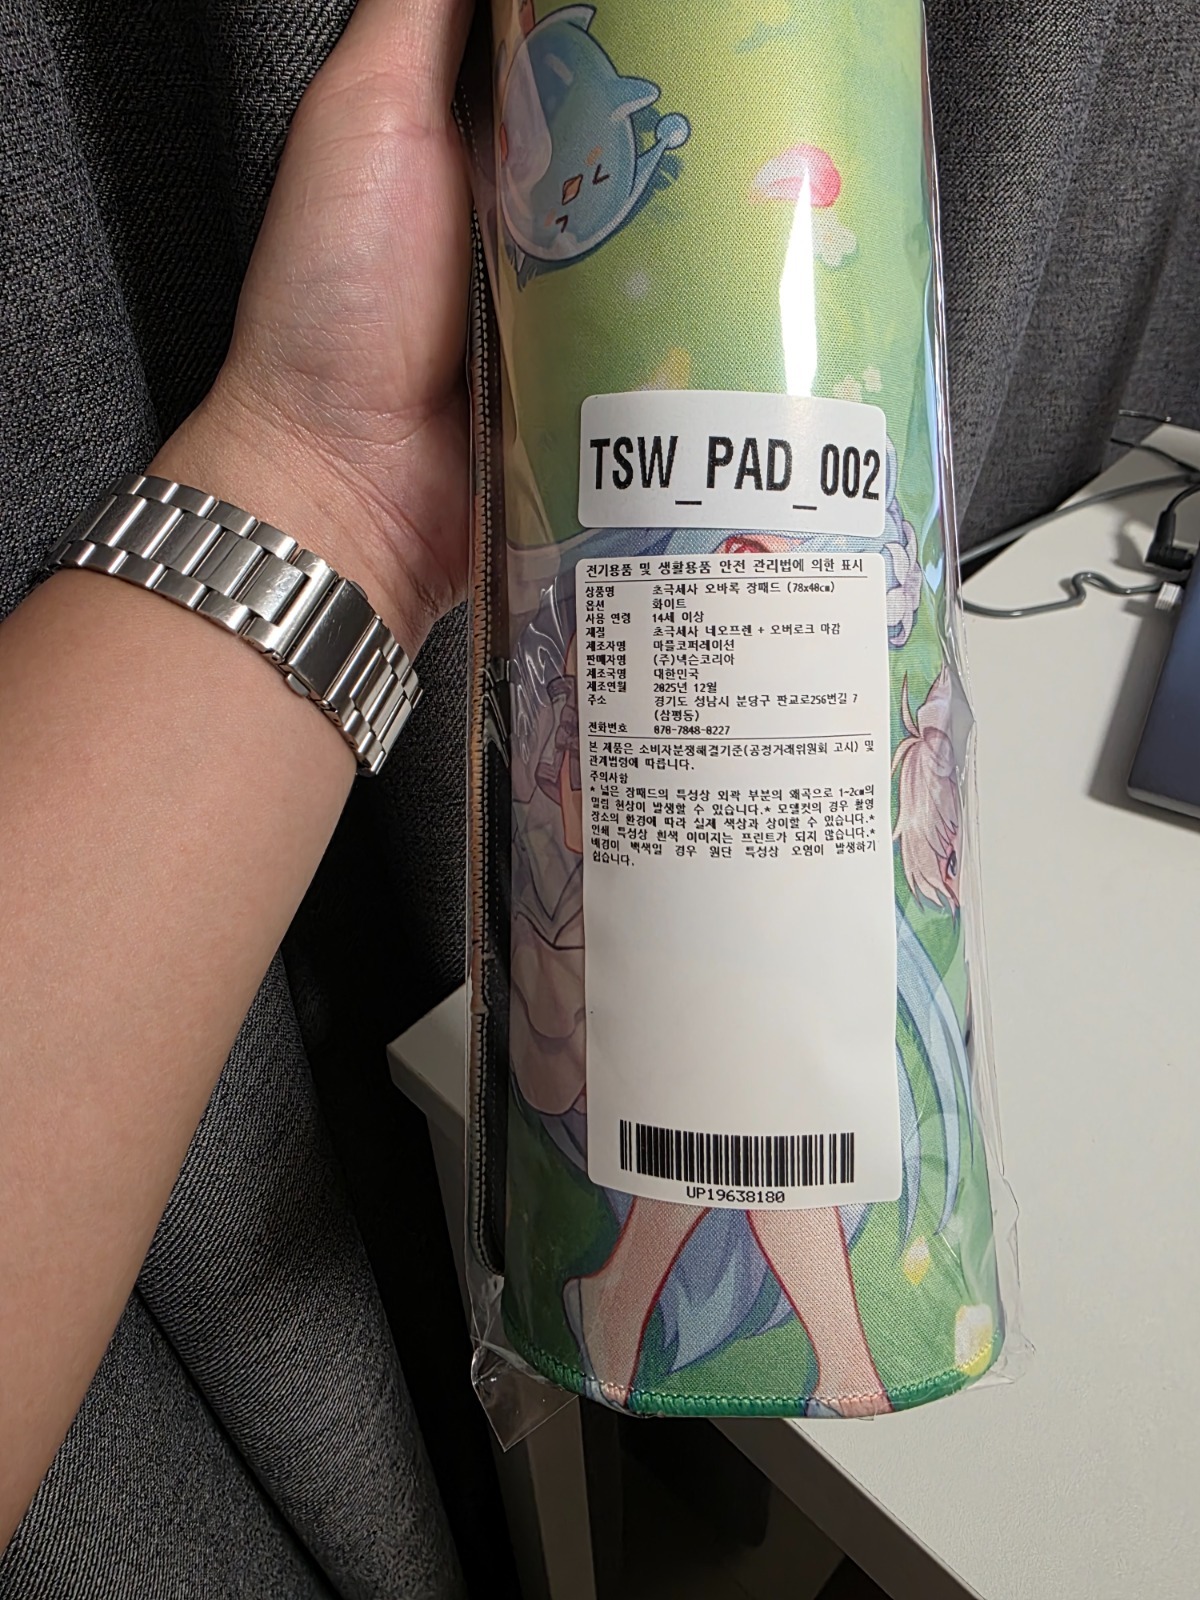 TSW_PAD_002
전기용품 및 생활용품 안전 관리법에 의한 표시
상품명 초극세사 오바록 장패드 (78x40cm)
옵션 화이트
사용 연령 14세 이상
재질 초극세사 네오프렌 + 오버로크 마감
제조자명 마플코퍼레이션
판매자명 (주)넥슨코리아
제조국명 대한민국
제조연월 2025년 12월
주소 경기도 성남시 분당구 판교로256번길 7
(삼평동)
전화번호 070-7848-0227
본 제품은 소비자분쟁해결기준(공정거래위원회 고시) 및
관계법령에 따릅니다.
주의사항
* 넓은 장패드의 특성상 외곽 부분의 왜곡으로 1~2cm의
밀림 현상이 발생할 수 있습니다.* 모델컷의 경우 촬영
장소의 환경에 따라 실제 색상과 상이할 수 있습니다.*
인쇄 특성상 흰색 이미지는 프린트가 되지 않습니다.*
배경이 백색일 경우 원단 특성상 오염이 발생하기
쉽습니다.
UP19638180